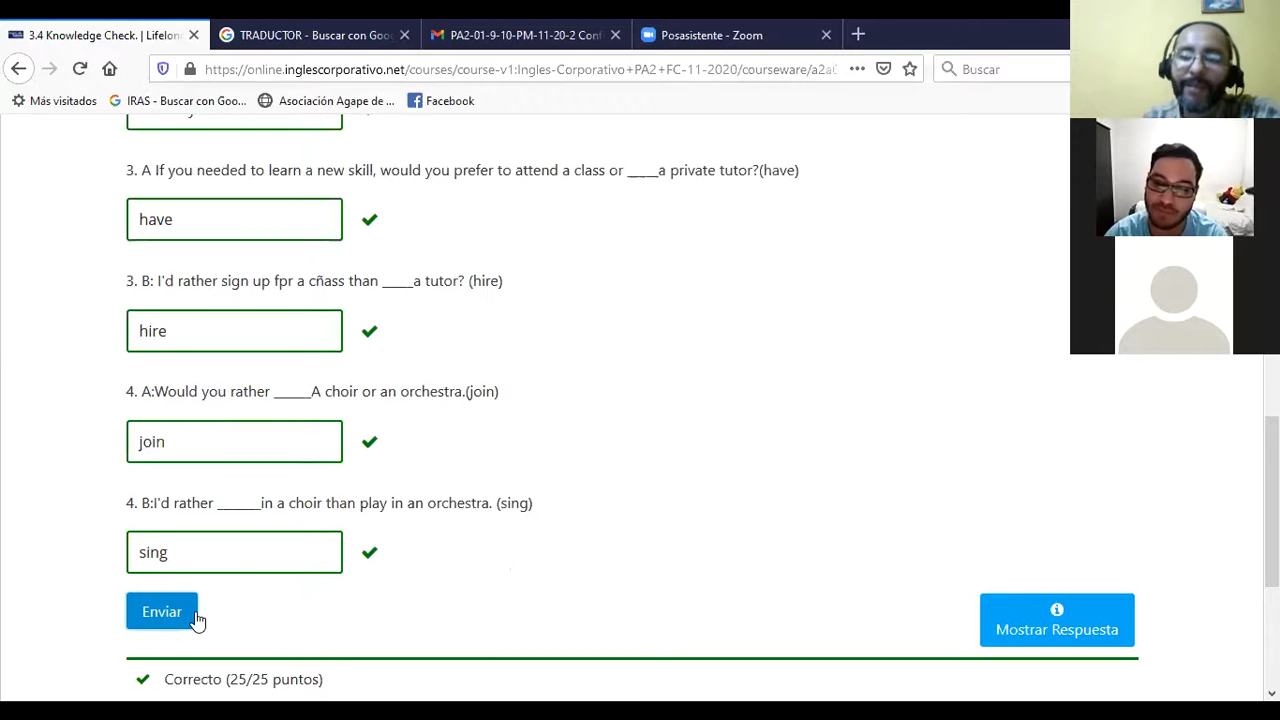 3.4 Knowledge Check. | Lifelon
TRADUCTOR - Buscar con Goo
PA2-01-9-10-PM-11-20-2 Conf
Posasistente - Zoom
https://online.inglescorporativo.net/courses/course-v1:Ingles-Corporativo+PA2+FC-11-2020/courseware/a2a
Buscar
Más visitados
IRAS - Buscar con Goo...
Asociación Agape de ...
Facebook
3. A If you needed to learn a new skill, would you prefer to attend a class or _____a private tutor?(have)
have
3. B: I'd rather sign up fpr a cñass than _____a tutor? (hire)
hire
4. A:Would you rather ______A choir or an orchestra.(join)
join
4. B:I'd rather _______in a choir than play in an orchestra. (sing)
sing
Enviar
Mostrar Respuesta
Correcto (25/25 puntos)